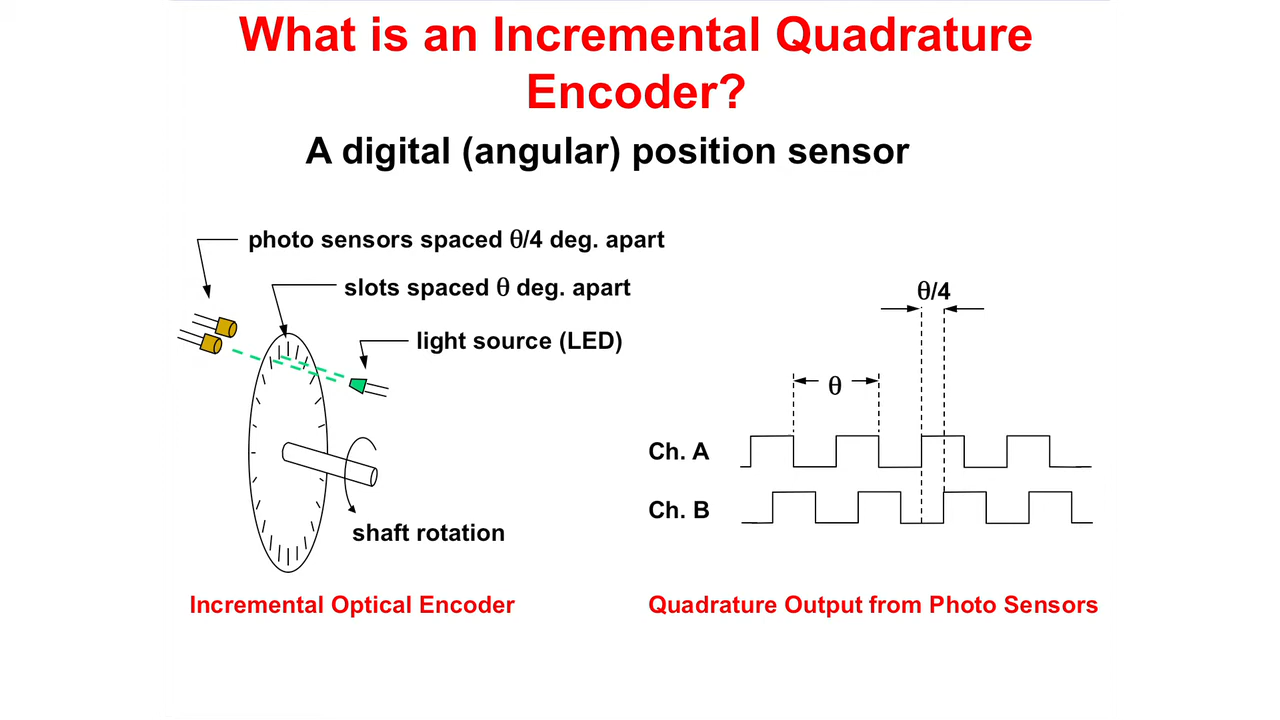 What is an Incremental Quadrature
Encoder?
A digital (angular) position sensor
photo sensors spaced θ/4 deg. apart
slots spaced θ deg. apart
light source (LED)
shaft rotation
Incremental Optical Encoder
θ/4
θ
Ch. A
Ch. B
Quadrature Output from Photo Sensors